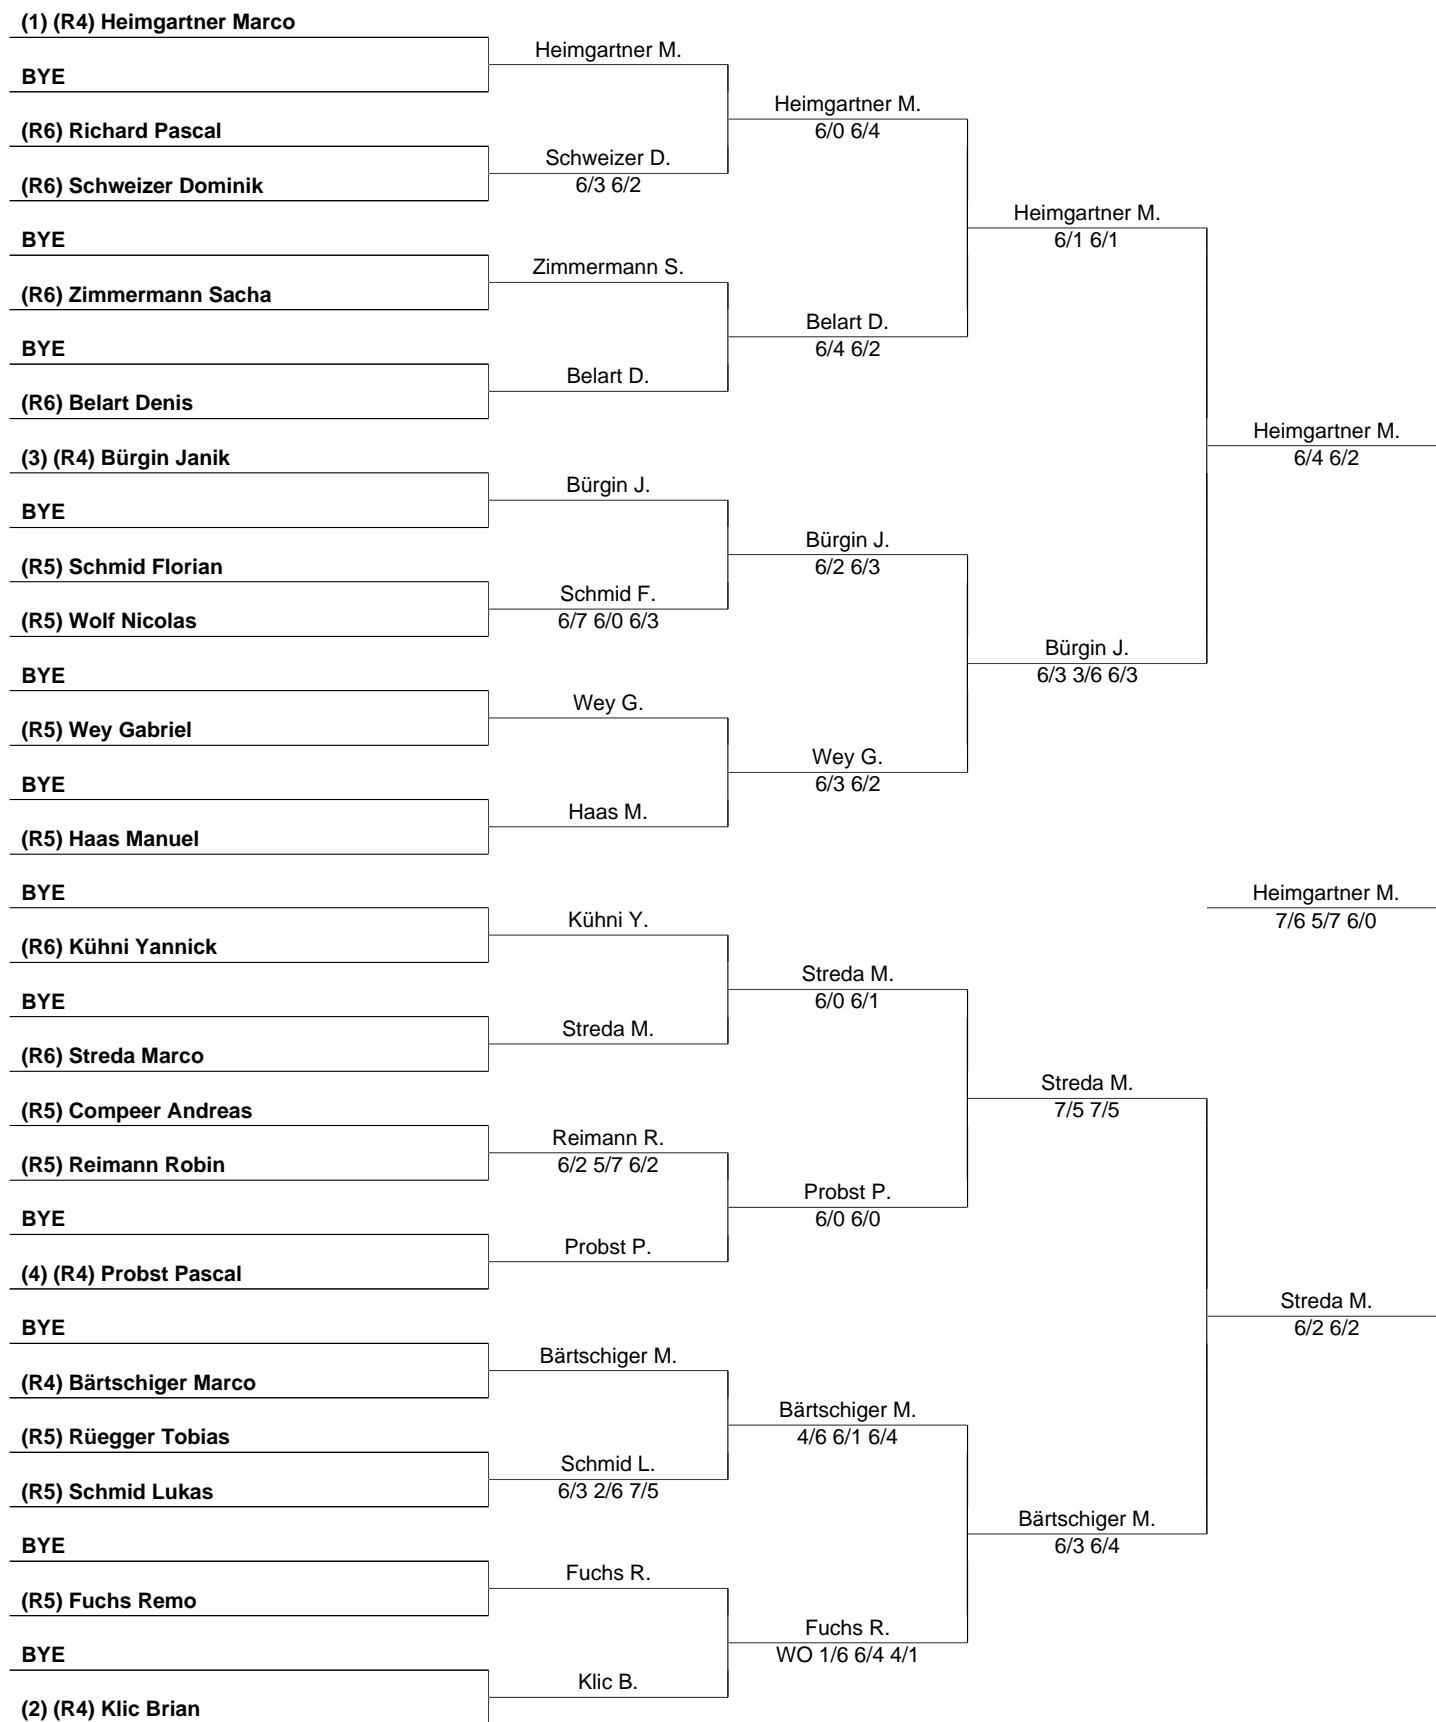 (1) (R4) Heimgartner Marco
BYE
(R6) Richard Pascal
(R6) Schweizer Dominik
BYE
(R6) Zimmermann Sacha
BYE
(R6) Belart Denis
(3) (R4) Bürgin Janik
BYE
(R5) Schmid Florian
(R5) Wolf Nicolas
BYE
(R5) Wey Gabriel
BYE
(R5) Haas Manuel
BYE
(R6) Kühni Yannick
BYE
(R6) Streda Marco
(R5) Compeer Andreas
(R5) Reimann Robin
BYE
(4) (R4) Probst Pascal
BYE
(R4) Bärtschiger Marco
(R5) Rüegger Tobias
(R5) Schmid Lukas
BYE
(R5) Fuchs Remo
BYE
(2) (R4) Klic Brian
Heimgartner M.
Schweizer D.
6/3 6/2
Zimmermann S.
Belart D.
Bürgin J.
Schmid F.
6/7 6/0 6/3
Wey G.
Haas M.
Kühni Y.
Streda M.
Reimann R.
6/2 5/7 6/2
Probst P.
Bärtschiger M.
Schmid L.
6/3 2/6 7/5
Fuchs R.
Klic B.
Heimgartner M.
6/0 6/4
Belart D.
6/4 6/2
Bürgin J.
6/2 6/3
Wey G.
6/3 6/2
Streda M.
6/0 6/1
Probst P.
6/0 6/0
Bärtschiger M.
4/6 6/1 6/4
Fuchs R.
WO 1/6 6/4 4/1
Heimgartner M.
6/1 6/1
Bürgin J.
6/3 3/6 6/3
Streda M.
7/5 7/5
Bärtschiger M.
6/3 6/4
Heimgartner M.
6/4 6/2
Heimgartner M.
7/6 5/7 6/0
Streda M.
6/2 6/2